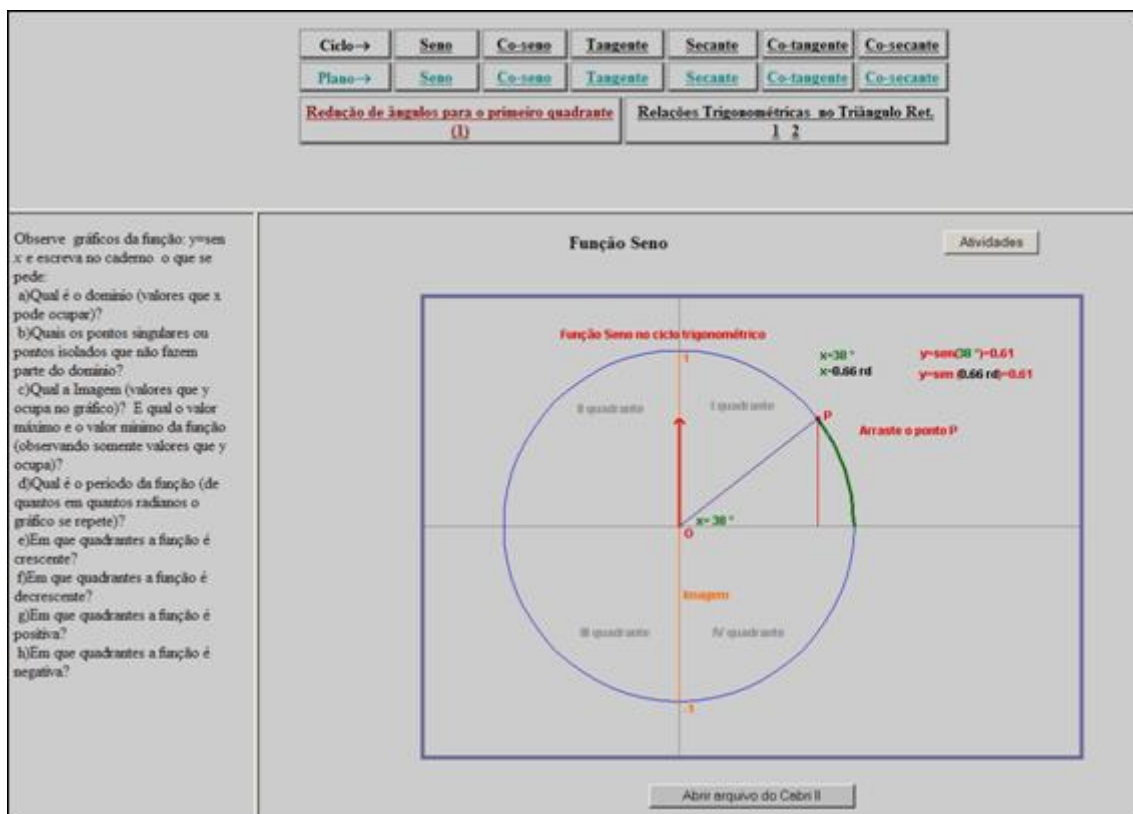 Ciclo→ Seno Co-seno Tangente Secante Co-tangente Co-secante
Plano→ Seno Co-seno Tangente Secante Co-tangente Co-secante
Redução de ângulos para o primeiro quadrante
(1)
Relações Trigonométricas no Triângulo Ret.
1 2
Observe gráficos da função: y=sen
x e escreva no caderno o que se
pede:
a)Qual é o domínio (valores que x
pode ocupar)?
b)Quais os pontos singulares ou
pontos isolados que não fazem
parte do domínio?
c)Qual a Imagem (valores que y
ocupa no gráfico)? E qual o valor
máximo e o valor mínimo da função
(observando somente valores que y
ocupa)?
d)Qual é o período da função (de
quantos em quantos radianos o
gráfico se repete)?
e)Em que quadrantes a função é
crescente?
f)Em que quadrantes a função é
decrescente?
g)Em que quadrantes a função é
positiva?
h)Em que quadrantes a função é
negativa?
Função Seno
Atividades
Função Seno no ciclo trigonométrico
1
x=38 °
x=0.66 rd
y=sen(38 °)=0.61
y=sen (0.66 rd)=0.61
II quadrante
I quadrante
P
Arraste o ponto P
x= 38 °
O
Imagem
III quadrante
IV quadrante
-1
Abrir arquivo do Cabri II